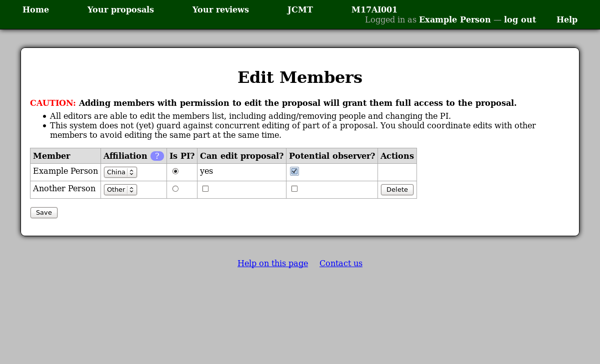 Home Your proposals Your reviews JCMT M17AI001
Logged in as Example Person — log out Help
Edit Members
CAUTION: Adding members with permission to edit the proposal will grant them full access to the proposal.
• All editors are able to edit the members list, including adding/removing people and changing the PI.
• This system does not (yet) guard against concurrent editing of part of a proposal. You should coordinate edits with other
members to avoid editing the same part at the same time.
Member Affiliation ? Is PI? Can edit proposal? Potential observer? Actions
Example Person China yes
Another Person Other Delete
Save
Help on this page Contact us